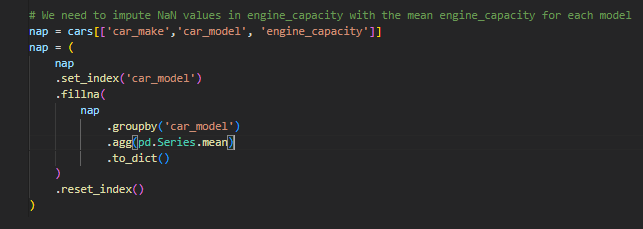 # We need to impute NaN values in engine_capacity with the mean engine_capacity for each model
nap = cars[['car_make','car_model', 'engine_capacity']]
nap = (
    nap
    .set_index('car_model')
    .fillna(
        nap
            .groupby('car_model')
            .agg(pd.Series.mean)
            .to_dict()
    )
    .reset_index()
)